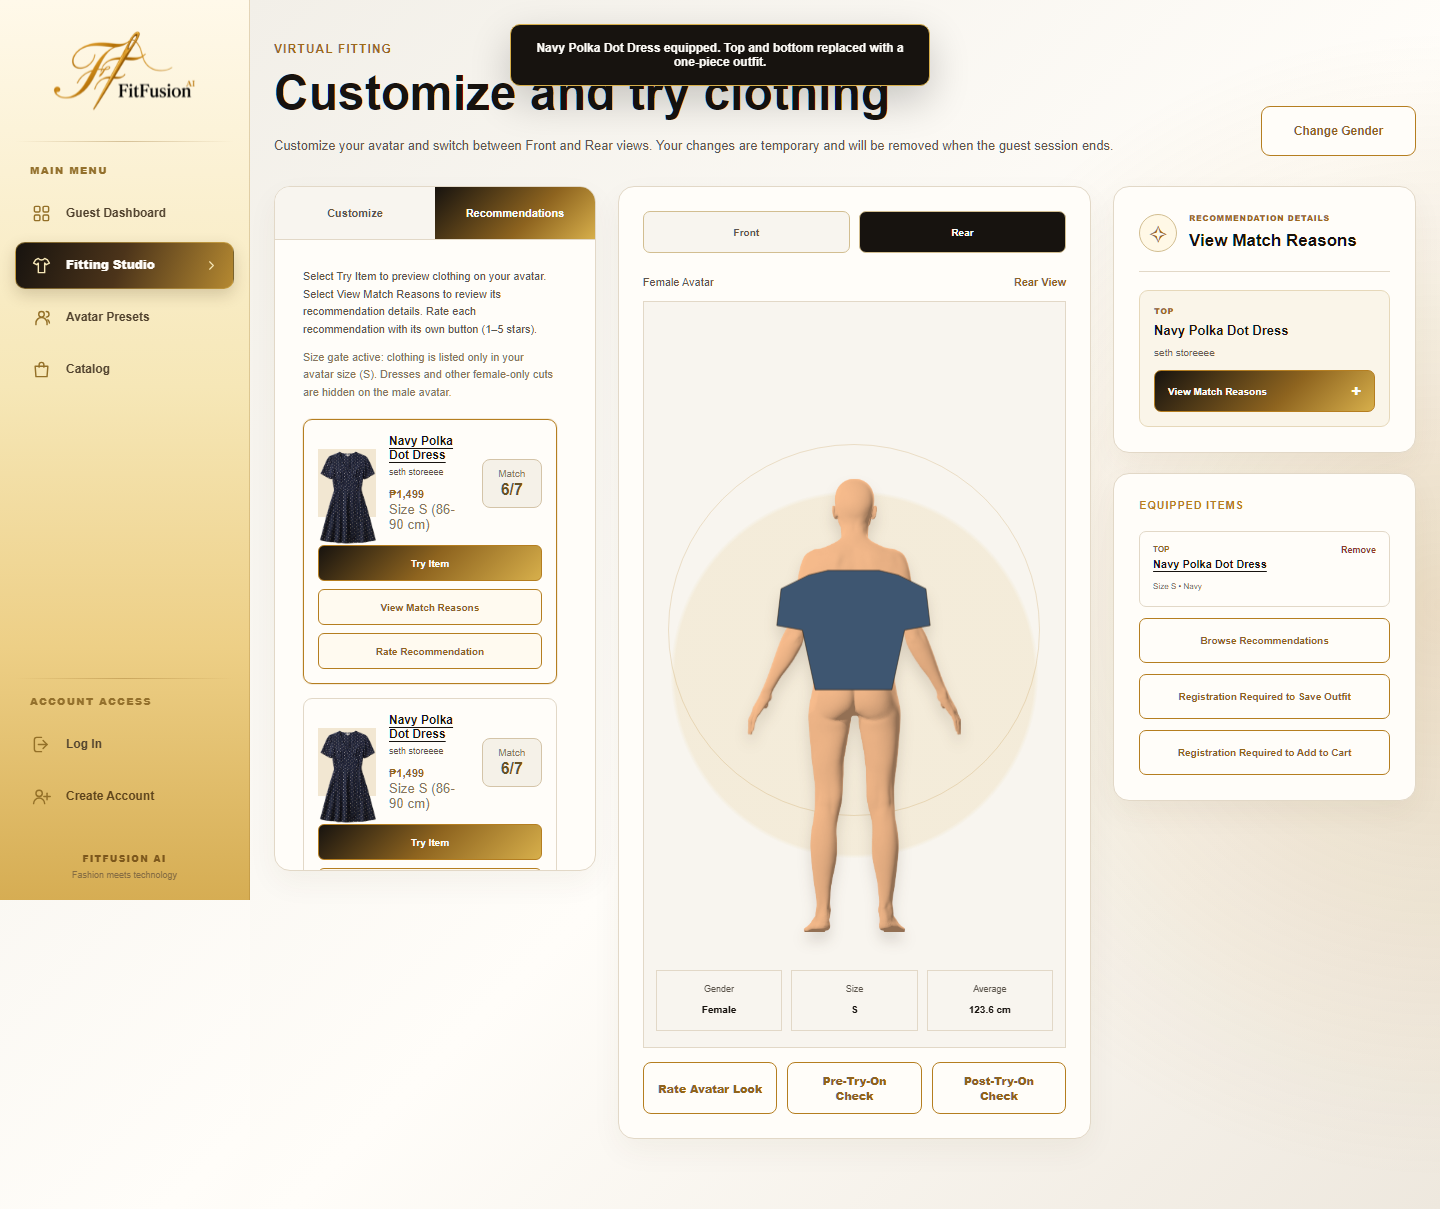 FitFusion AI
MAIN MENU
Guest Dashboard
Fitting Studio
Avatar Presets
Catalog
ACCOUNT ACCESS
Log In
Create Account
FITFUSION AI
Fashion meets technology
VIRTUAL FITTING
Navy Polka Dot Dress equipped. Top and bottom replaced with a
one-piece outfit.
Customize and try clothing
Customize your avatar and switch between Front and Rear views. Your changes are temporary and will be removed when the guest session ends.
Change Gender
Customize
Recommendations
Select Try Item to preview clothing on your avatar.
Select View Match Reasons to review its
recommendation details. Rate each
recommendation with its own button (1–5 stars).
Size gate active: clothing is listed only in your
avatar size (S). Dresses and other female-only cuts
are hidden on the male avatar.
Navy Polka
Dot Dress
seth storeeee
₱1,499
Size S (86-
90 cm)
Match
6/7
Try Item
View Match Reasons
Rate Recommendation
Navy Polka
Dot Dress
seth storeeee
₱1,499
Size S (86-
90 cm)
Match
6/7
Try Item
Front
Rear
Female Avatar
Rear View
Gender
Female
Size
S
Average
123.6 cm
Rate Avatar Look
Pre-Try-On
Check
Post-Try-On
Check
RECOMMENDATION DETAILS
View Match Reasons
TOP
Navy Polka Dot Dress
seth storeeee
View Match Reasons +
EQUIPPED ITEMS
TOP
Remove
Navy Polka Dot Dress
Size S • Navy
Browse Recommendations
Registration Required to Save Outfit
Registration Required to Add to Cart